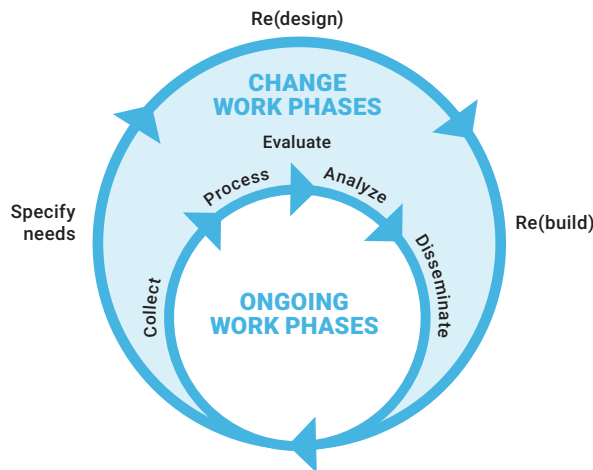 Re(design)
CHANGE
WORK PHASES
Evaluate
Process
Analyze
Specify
needs
Re(build)
Collect
Disseminate
ONGOING
WORK PHASES